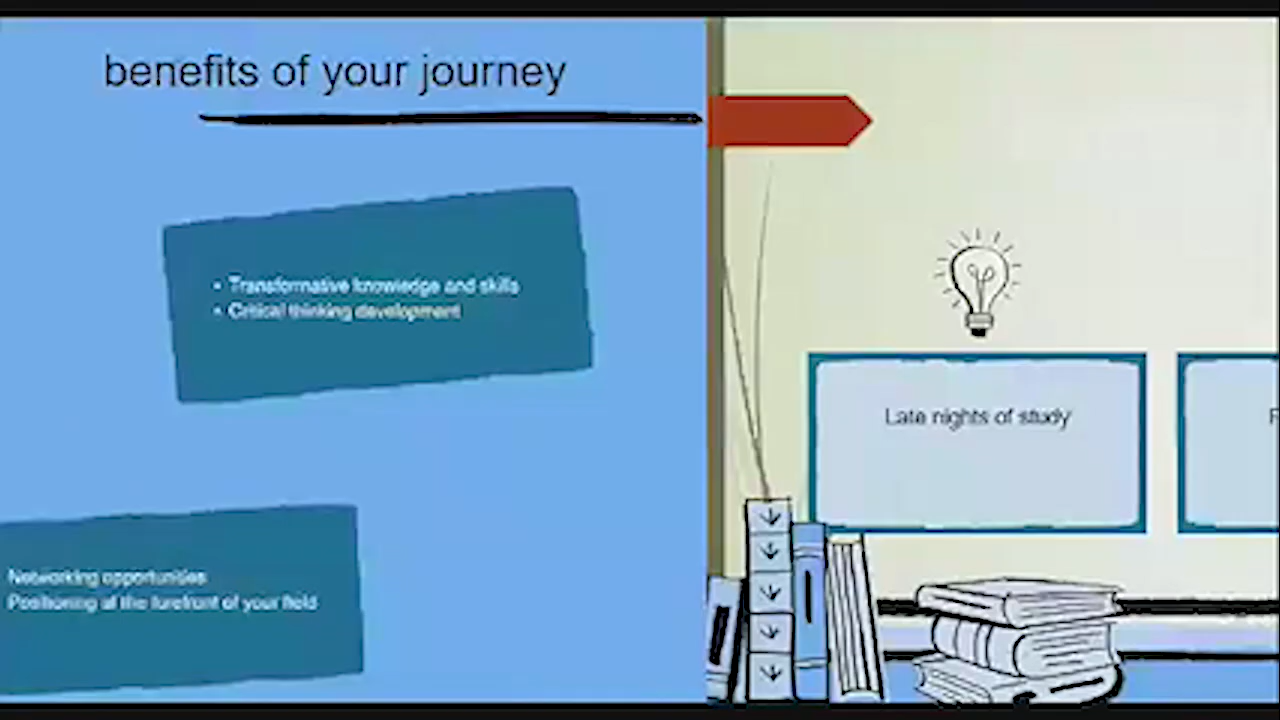 benefits of your journey
• Transformative knowledge and skills
• Critical thinking development
Networking opportunities
Positioning at the forefront of your field
Late nights of study